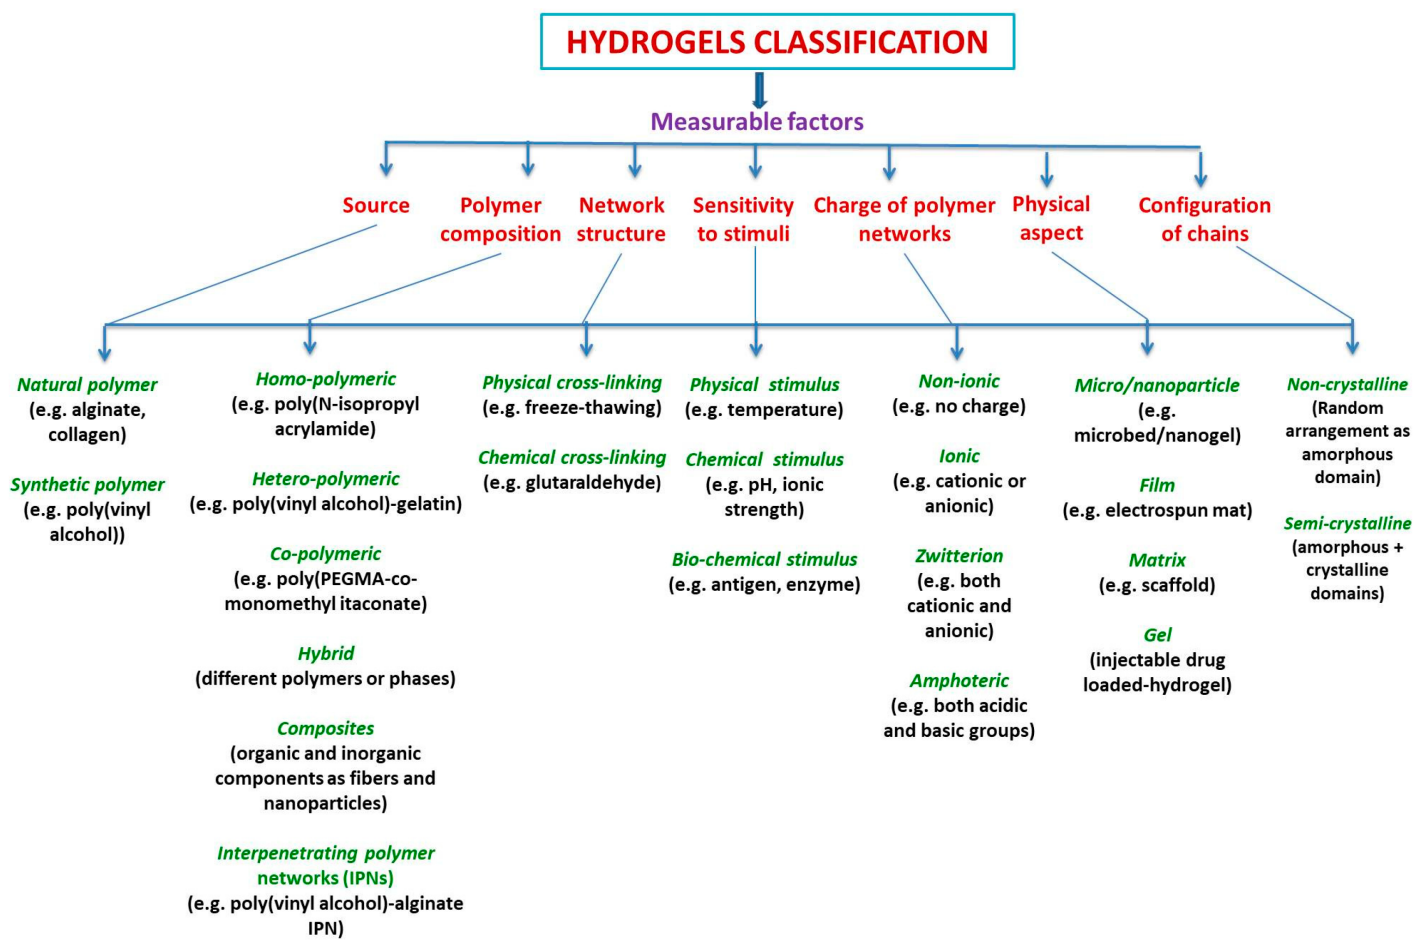 HYDROGELS CLASSIFICATION
Measurable factors
Source
Polymer
composition
Network
structure
Sensitivity
to stimuli
Charge of polymer
networks
Physical
aspect
Configuration
of chains
Natural polymer
(e.g. alginate,
collagen)
Synthetic polymer
(e.g. poly(vinyl
alcohol))
Homo-polymeric
(e.g. poly(N-isopropyl
acrylamide)
Hetero-polymeric
(e.g. poly(vinyl alcohol)-gelatin)
Co-polymeric
(e.g. poly(PEGMA-co-
monomethyl itaconate)
Hybrid
(different polymers or phases)
Composites
(organic and inorganic
components as fibers and
nanoparticles)
Interpenetrating polymer
networks (IPNs)
(e.g. poly(vinyl alcohol)-alginate
IPN)
Physical cross-linking
(e.g. freeze-thawing)
Chemical cross-linking
(e.g. glutaraldehyde)
Physical stimulus
(e.g. temperature)
Chemical stimulus
(e.g. pH, ionic
strength)
Bio-chemical stimulus
(e.g. antigen, enzyme)
Non-ionic
(e.g. no charge)
Ionic
(e.g. cationic or
anionic)
Zwitterion
(e.g. both
cationic and
anionic)
Amphoteric
(e.g. both acidic
and basic groups)
Micro/nanoparticle
(e.g.
microbed/nanogel)
Film
(e.g. electrospun mat)
Matrix
(e.g. scaffold)
Gel
(injectable drug
loaded-hydrogel)
Non-crystalline
(Random
arrangement as
amorphous
domain)
Semi-crystalline
(amorphous +
crystalline
domains)